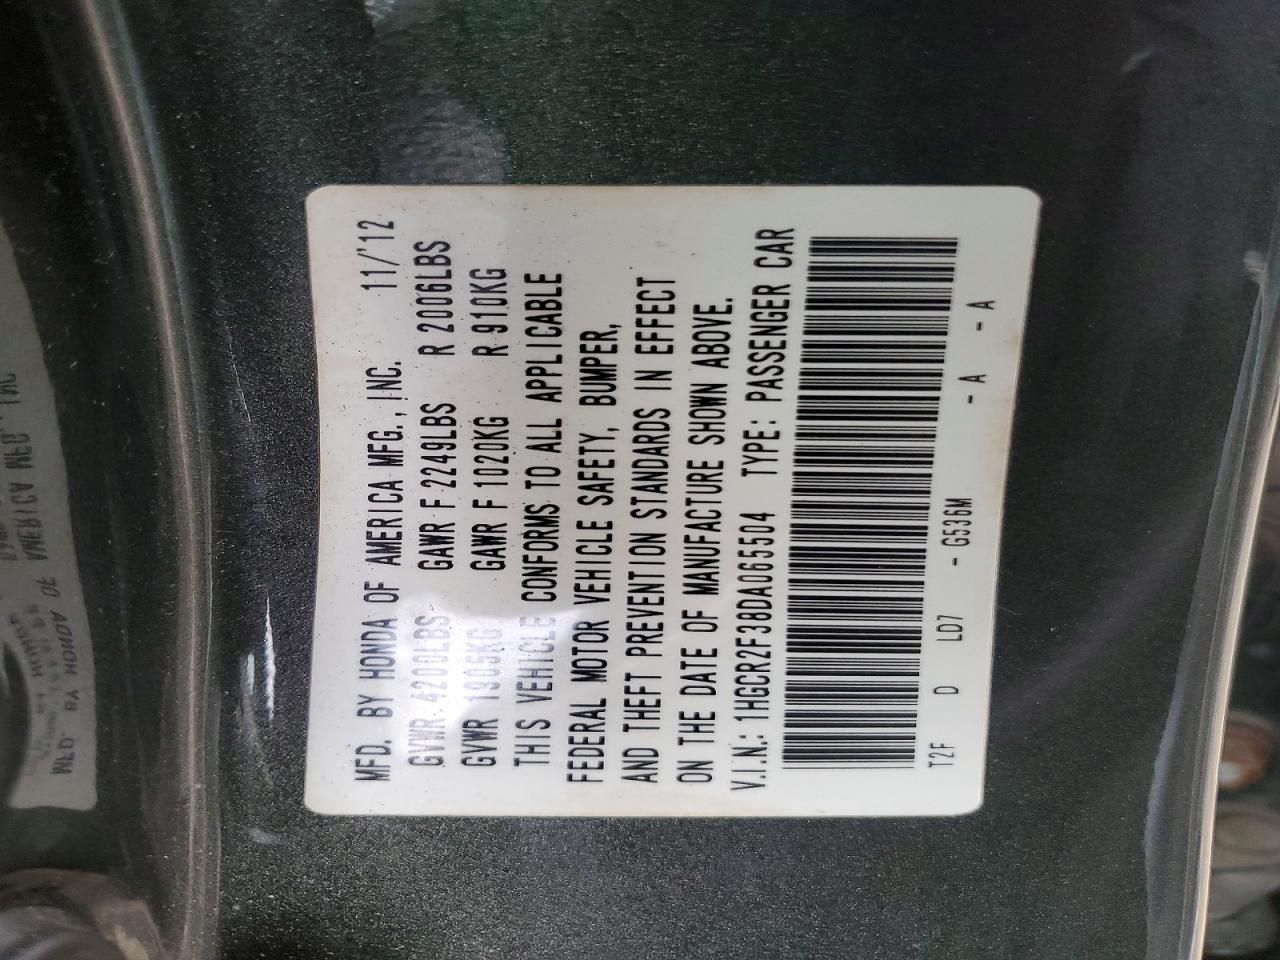 MFD. BY HONDA OF AMERICA MFG., INC. 11/'12
GVWR 4200LBS GAWR F 2249LBS R 2006LBS
GVWR 1905KG GAWR F 1020KG R 910KG
THIS VEHICLE CONFORMS TO ALL APPLICABLE
FEDERAL MOTOR VEHICLE SAFETY, BUMPER,
AND THEFT PREVENTION STANDARDS IN EFFECT
ON THE DATE OF MANUFACTURE SHOWN ABOVE.
V.I.N.: 1HGCR2F38DA065504 TYPE: PASSENGER CAR
T2F D LD7 - G536M - A - A